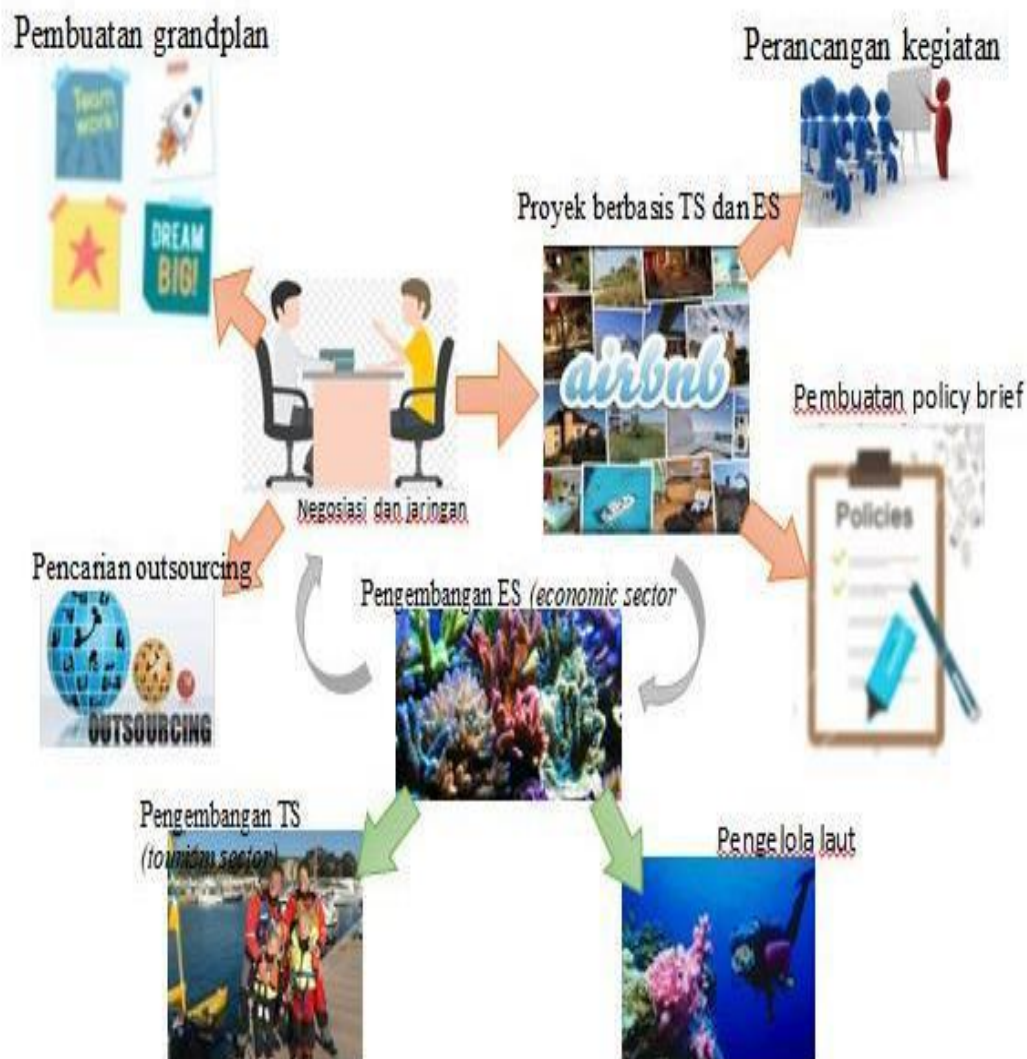 Pembuatan grandplan
Team
work!
DREAM
BIG!
Perancangan kegiatan
Proyek berbasis TS dan ES
airbnb
Pembuatan policy brief
Policies
Negosiasi dan jaringan
Pencarian outsourcing
OUTSOURCING
Pengembangan ES (economic sector
Pengembangan TS
(tourism sector)
Pengelola laut